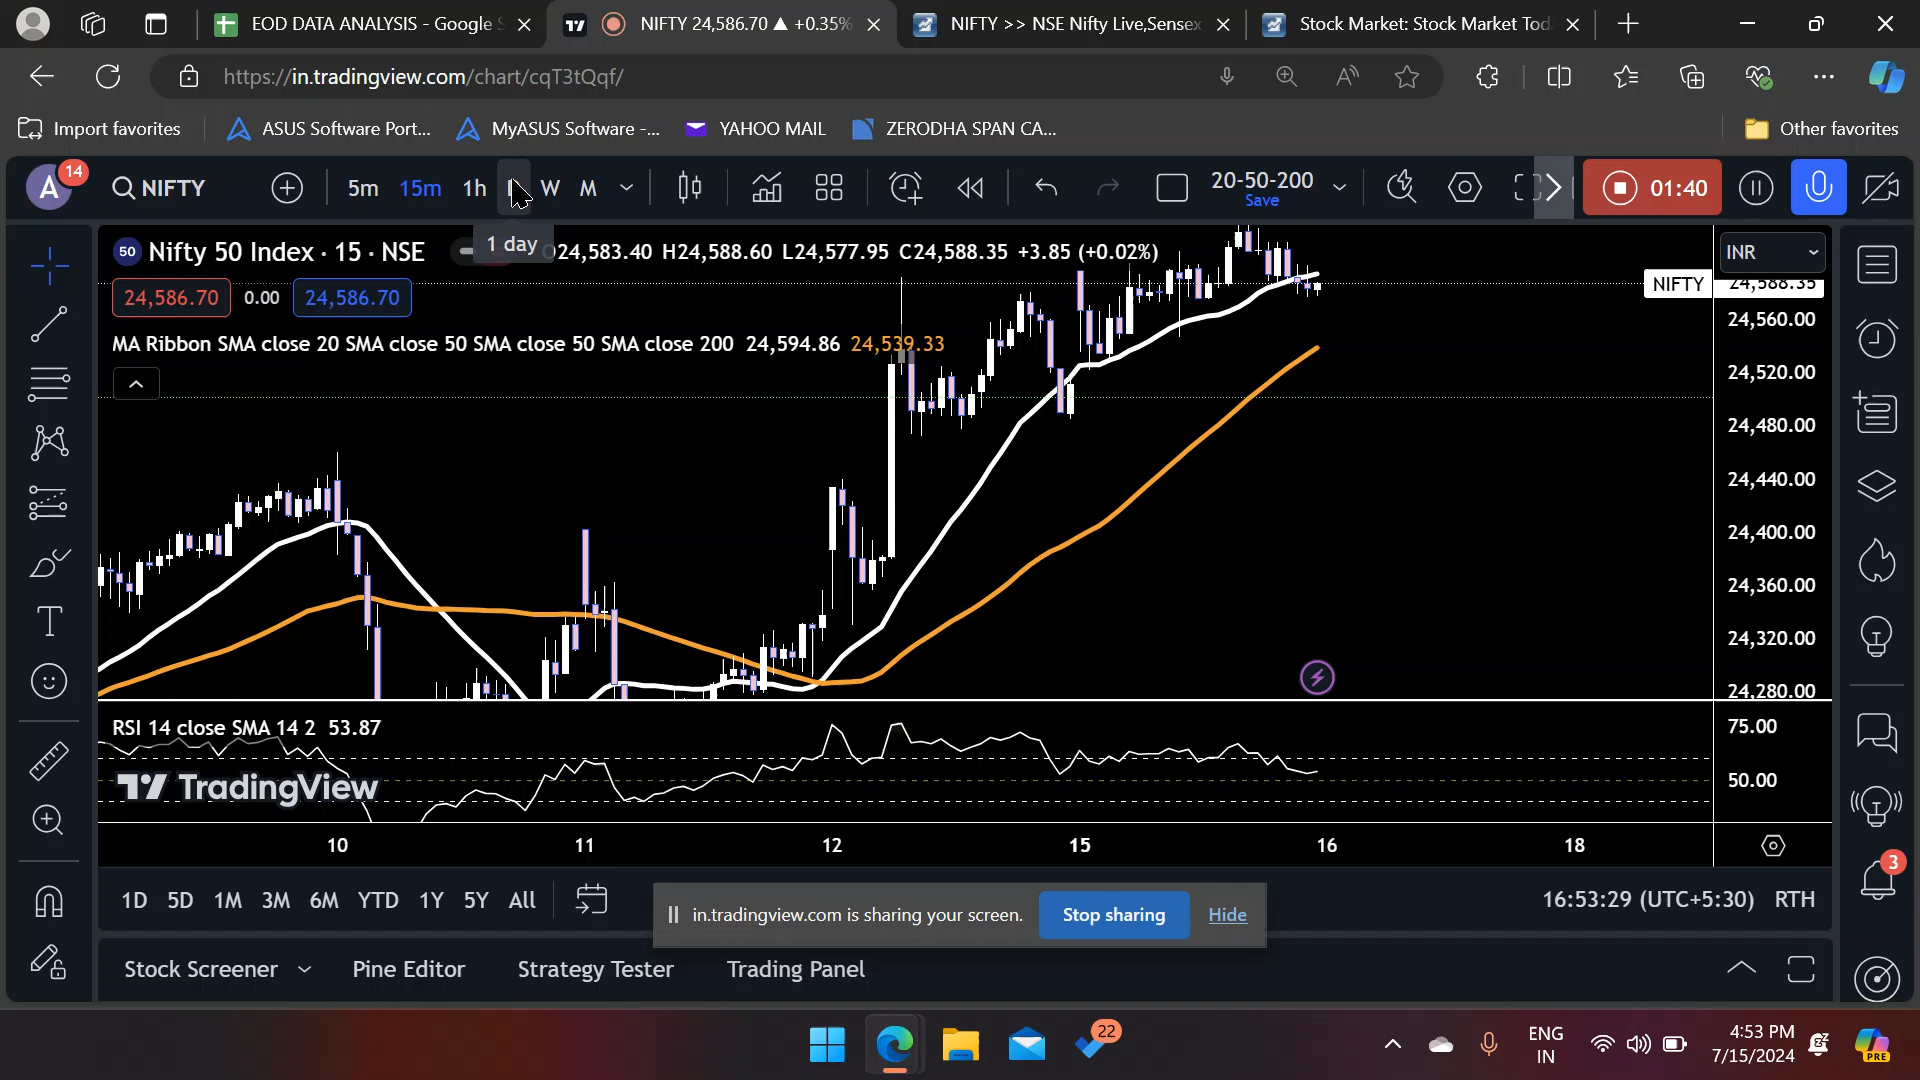 EOD DATA ANALYSIS - Google S
NIFTY 24,586.70 ▲ +0.35%
NIFTY >> NSE Nifty Live,Sensex
Stock Market: Stock Market Tod
https://in.tradingview.com/chart/cqT3tQqf/
Import favorites
ASUS Software Port...
MyASUS Software -...
YAHOO MAIL
ZERODHA SPAN CA...
Other favorites
A
14
NIFTY
5m
15m
1h
W
M
20-50-200
Save
01:40
1 day
50
Nifty 50 Index · 15 · NSE
O24,583.40 H24,588.60 L24,577.95 C24,588.35 +3.85 (+0.02%)
INR
24,586.70
0.00
24,586.70
NIFTY
24,588.35
MA Ribbon SMA close 20 SMA close 50 SMA close 50 SMA close 200 24,594.86 24,539.33
24,560.00
24,520.00
24,480.00
24,440.00
24,400.00
24,360.00
24,320.00
24,280.00
RSI 14 close SMA 14 2 53.87
75.00
50.00
TradingView
10
11
12
15
16
18
3
1D
5D
1M
3M
6M
YTD
1Y
5Y
All
in.tradingview.com is sharing your screen.
Stop sharing
Hide
16:53:29 (UTC+5:30)
RTH
Stock Screener
Pine Editor
Strategy Tester
Trading Panel
22
ENG
IN
4:53 PM
7/15/2024
PRE